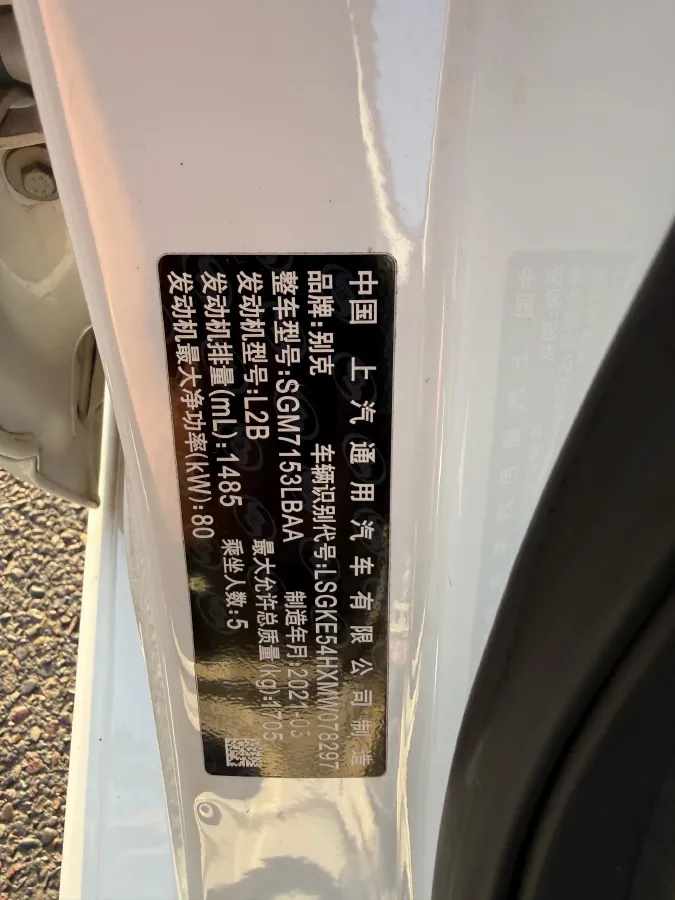 中国 上汽通用汽车有限公司 制造
品牌:别克 车辆识别代号:LSGKE54HXMW078297
整车型号:SGM7153LBAA 制造年月:2021-03
发动机型号:L2B 最大允许总质量(kg):1705
发动机排量(mL):1485 乘坐人数:5
发动机最大净功率(kW):80